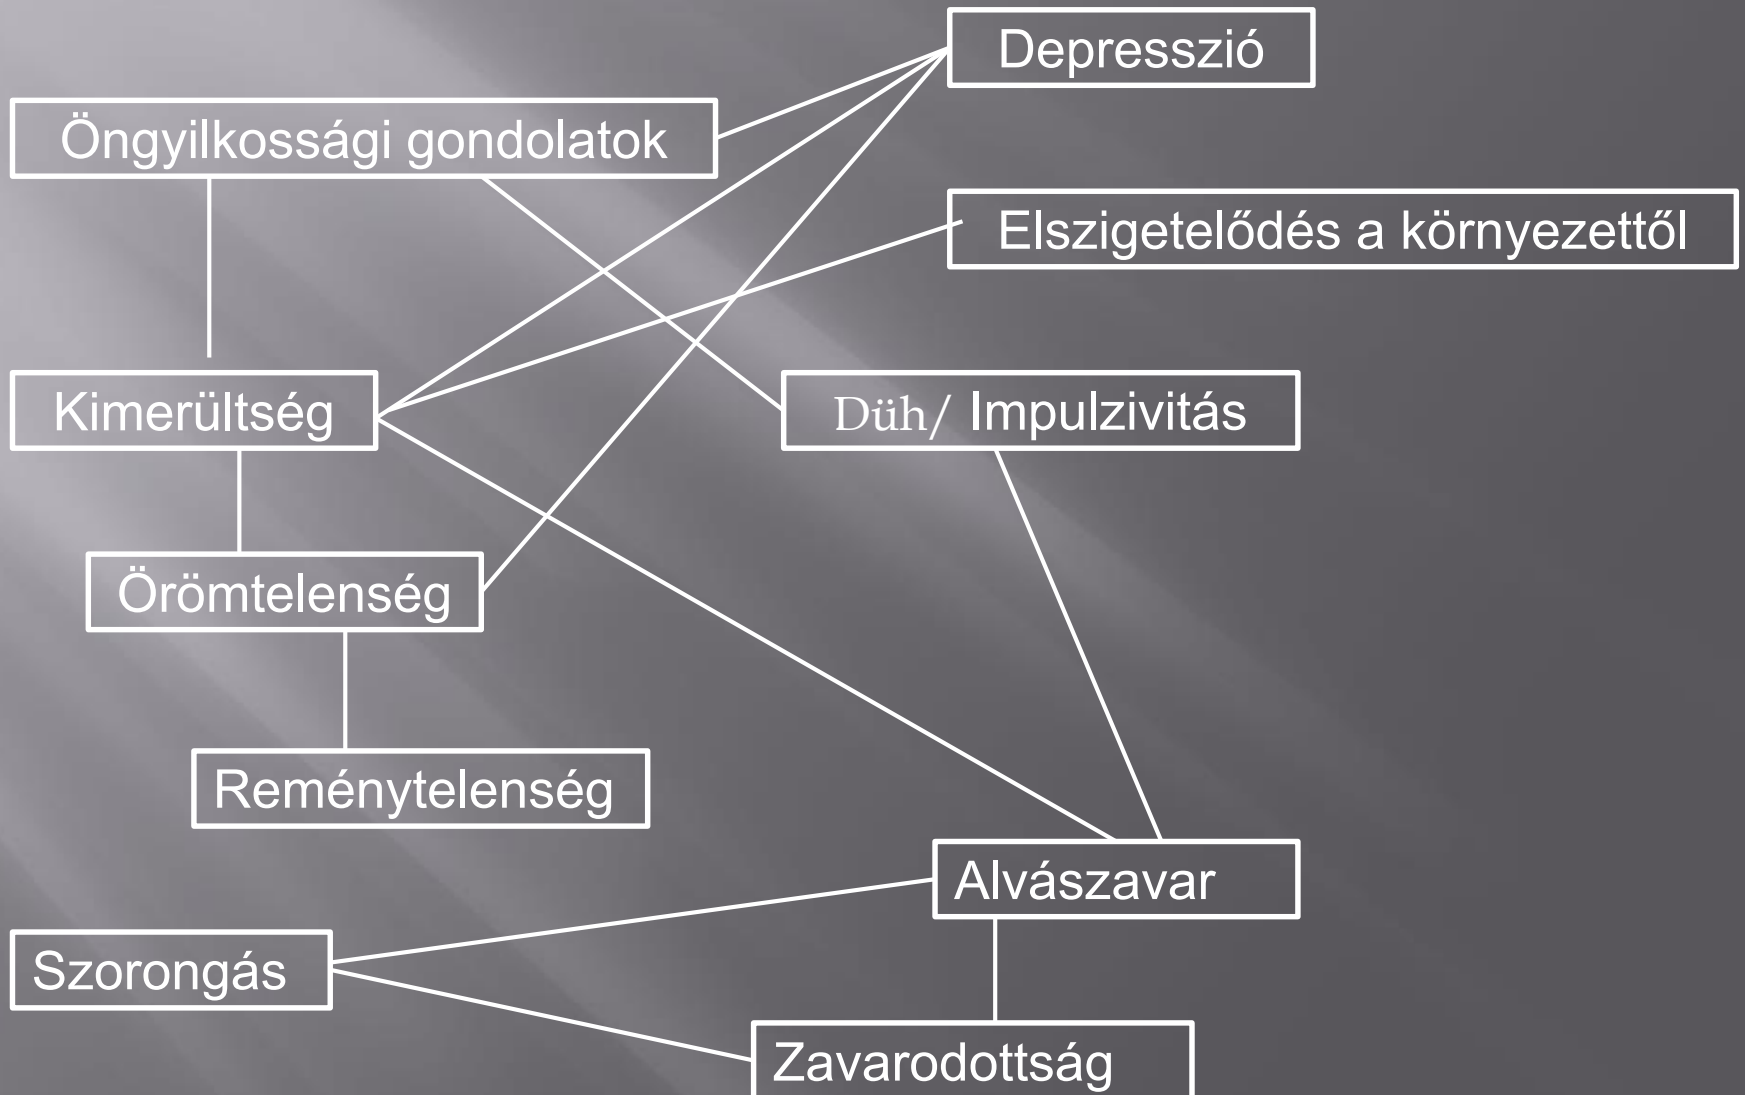 Depresszió
Öngyilkossági gondolatok
Elszigetelődés a környezettől
Kimerültség
Düh/ Impulzivitás
Örömtelenség
Reménytelenség
Alvászavar
Szorongás
Zavarodottság